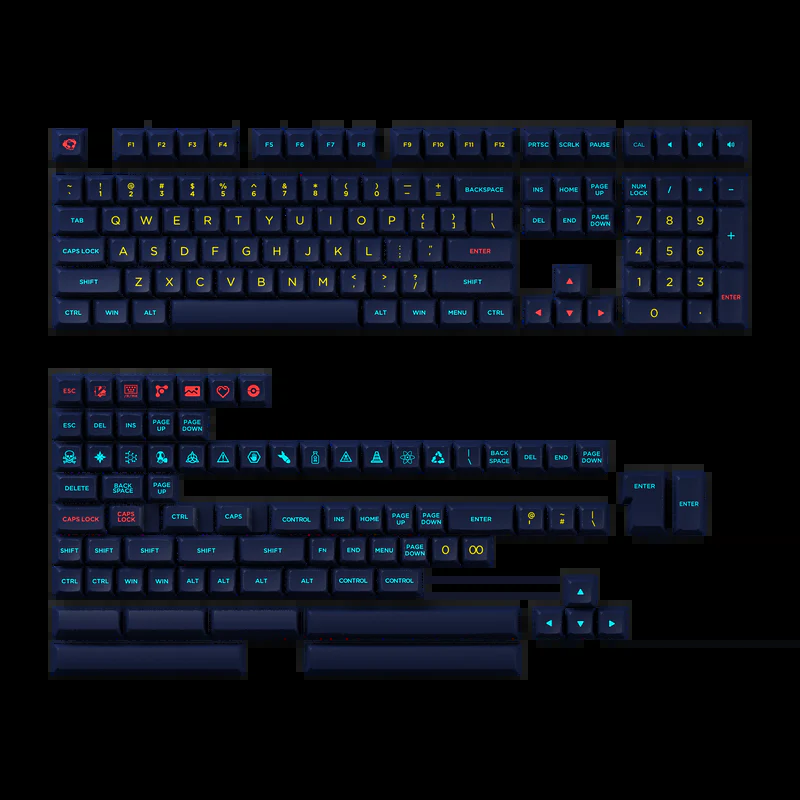 F1 F2 F3 F4 F5 F6 F7 F8 F9 F10 F11 F12 PRTSC SCRLK PAUSE CAL
~ ! @ # $ % ^ & * ( ) — +
` 1 2 3 4 5 6 7 8 9 0 - = BACKSPACE INS HOME PAGE UP NUM LOCK / * −
TAB Q W E R T Y U I O P { [ } ] | \ DEL END PAGE DOWN 7 8 9 +
CAPS LOCK A S D F G H J K L : ; " ' ENTER 4 5 6
SHIFT Z X C V B N M < , > . ? / SHIFT 1 2 3 ENTER
CTRL WIN ALT ALT WIN MENU CTRL 0 .
ESC
ESC DEL INS PAGE UP PAGE DOWN
| \ BACK SPACE DEL END PAGE DOWN
DELETE BACK SPACE PAGE UP ENTER ENTER
CAPS LOCK CAPS LOCK CTRL CAPS CONTROL INS HOME PAGE UP PAGE DOWN ENTER @ ' ~ # | \
SHIFT SHIFT SHIFT SHIFT SHIFT FN END MENU PAGE DOWN 0 00
CTRL CTRL WIN WIN ALT ALT ALT ALT CONTROL CONTROL